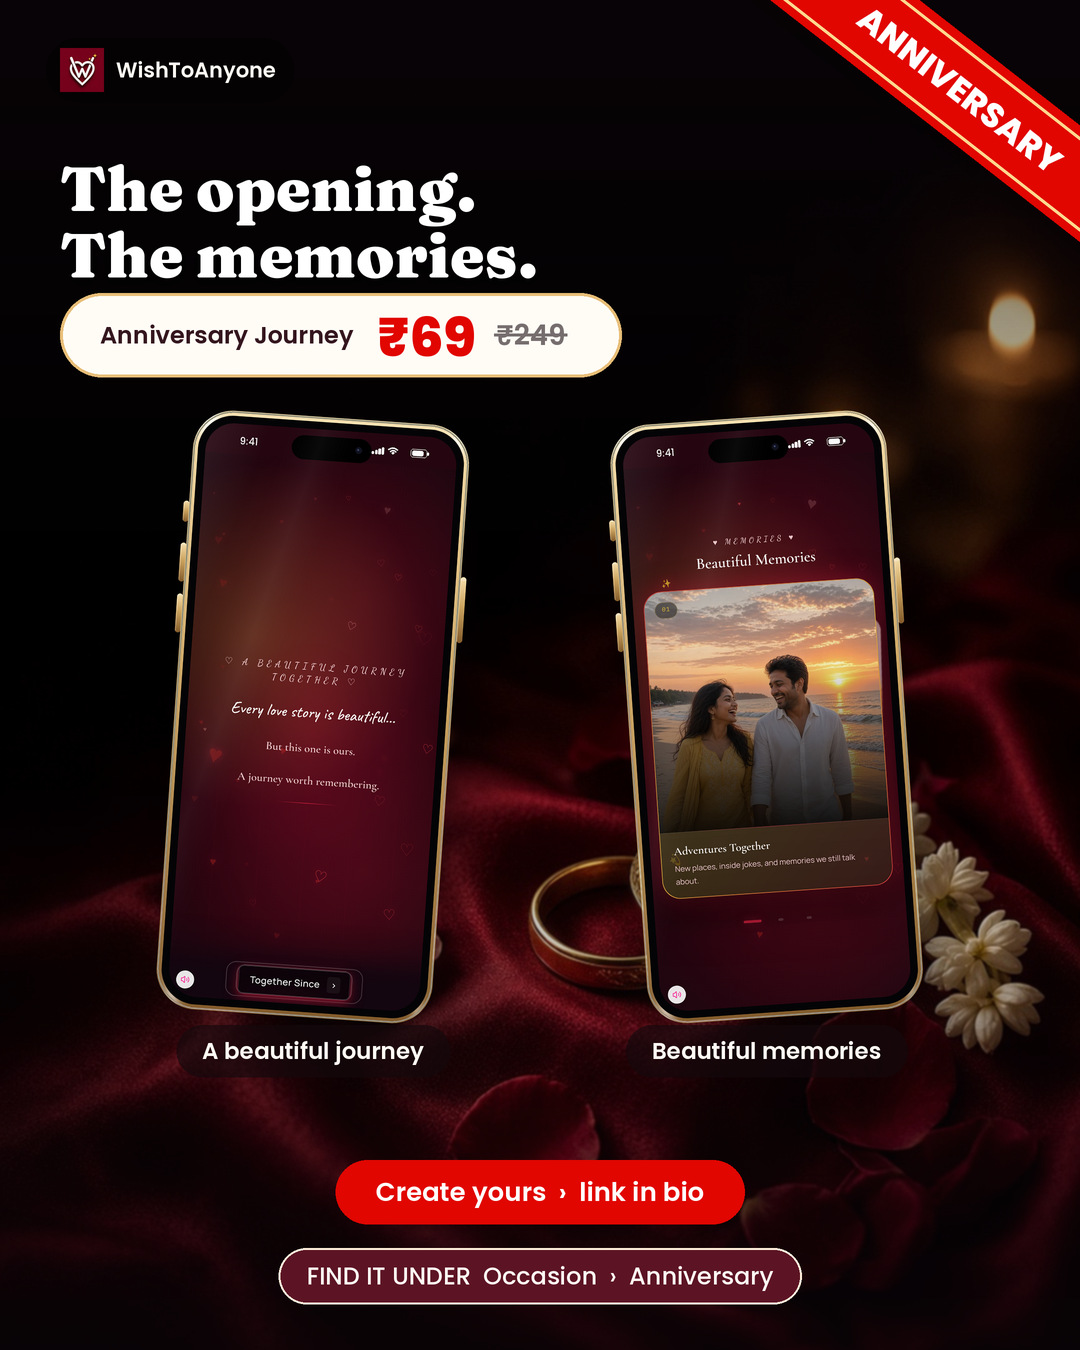 WishToAnyone
ANNIVERSARY
The opening.
The memories.
Anniversary Journey ₹69 ₹249
9:41
♡ A BEAUTIFUL JOURNEY
TOGETHER ♡
Every love story is beautiful...
But this one is ours.
A journey worth remembering.
Together Since ›
A beautiful journey
9:41
♥ MEMORIES ♥
Beautiful Memories
01
Adventures Together
New places, inside jokes, and memories we still talk
about.
Beautiful memories
Create yours › link in bio
FIND IT UNDER Occasion › Anniversary